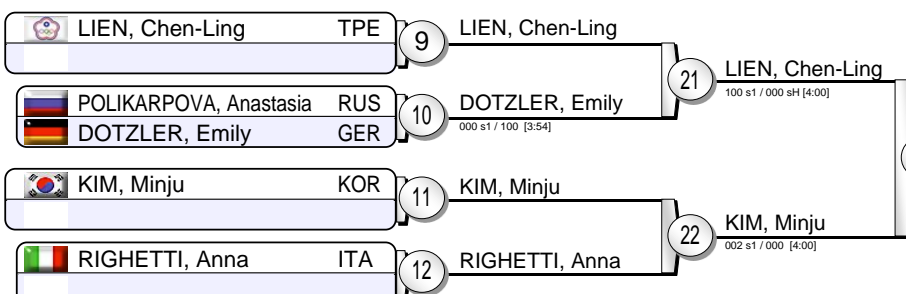 LIEN, Chen-Ling TPE 9 LIEN, Chen-Ling
21 LIEN, Chen-Ling
100 s1 / 000 sH [4:00]
POLIKARPOVA, Anastasia RUS
10 DOTZLER, Emily
000 s1 / 100 [3:54]
DOTZLER, Emily GER
KIM, Minju KOR 11 KIM, Minju
22 KIM, Minju
002 s1 / 000 [4:00]
RIGHETTI, Anna ITA 12 RIGHETTI, Anna